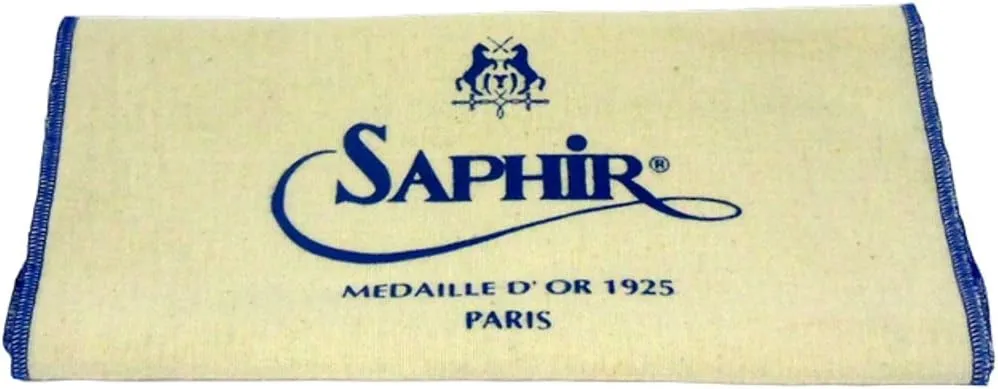 SAPHIR®
MEDAILLE D' OR 1925
PARIS